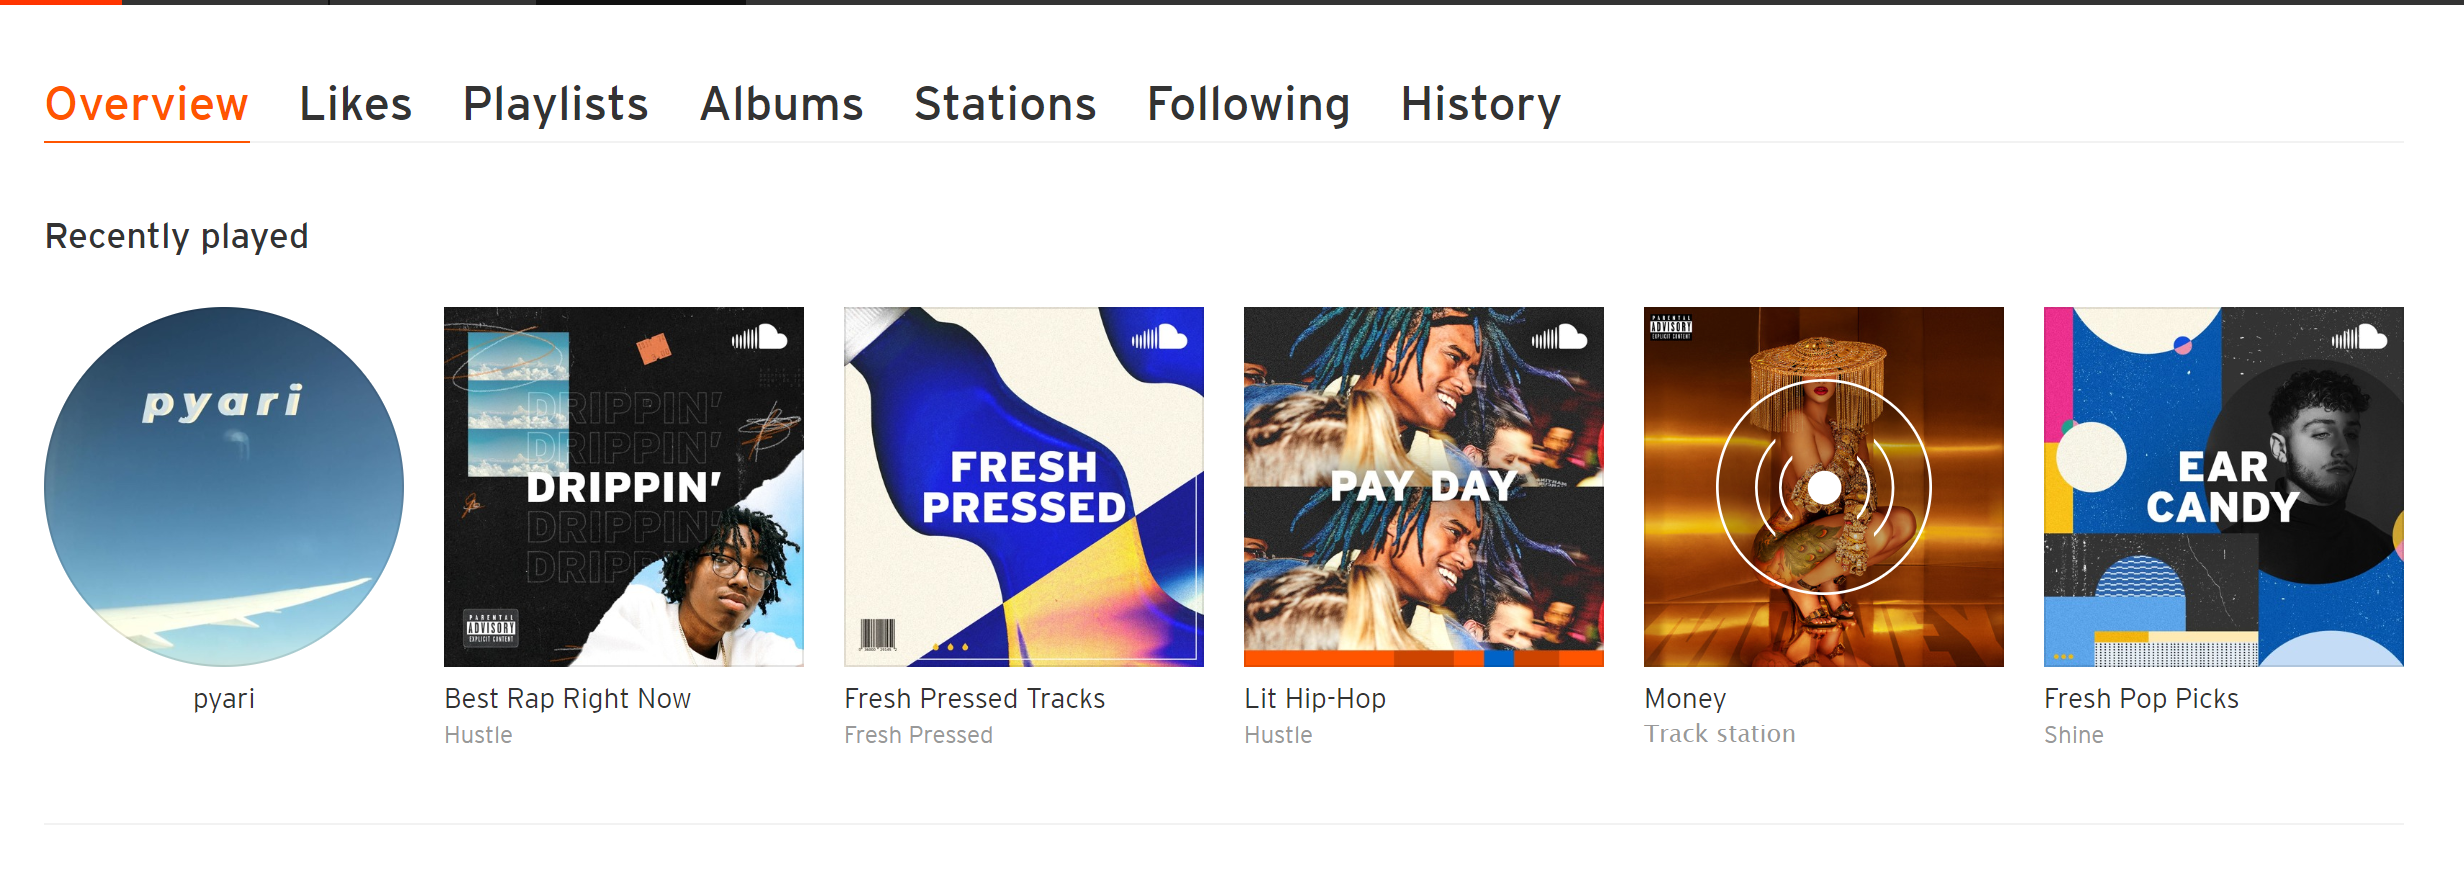 Overview Likes Playlists Albums Stations Following History
Recently played
pyari
DRIPPIN'
DRIPPIN'
DRIPPIN'
DRIPPIN'
DRIPP
PARENTAL
ADVISORY
EXPLICIT CONTENT
FRESH
PRESSED
PAY DAY
PARENTAL
ADVISORY
EXPLICIT CONTENT
MONEY
EAR
CANDY
pyari
Best Rap Right Now
Hustle
Fresh Pressed Tracks
Fresh Pressed
Lit Hip-Hop
Hustle
Money
Track station
Fresh Pop Picks
Shine